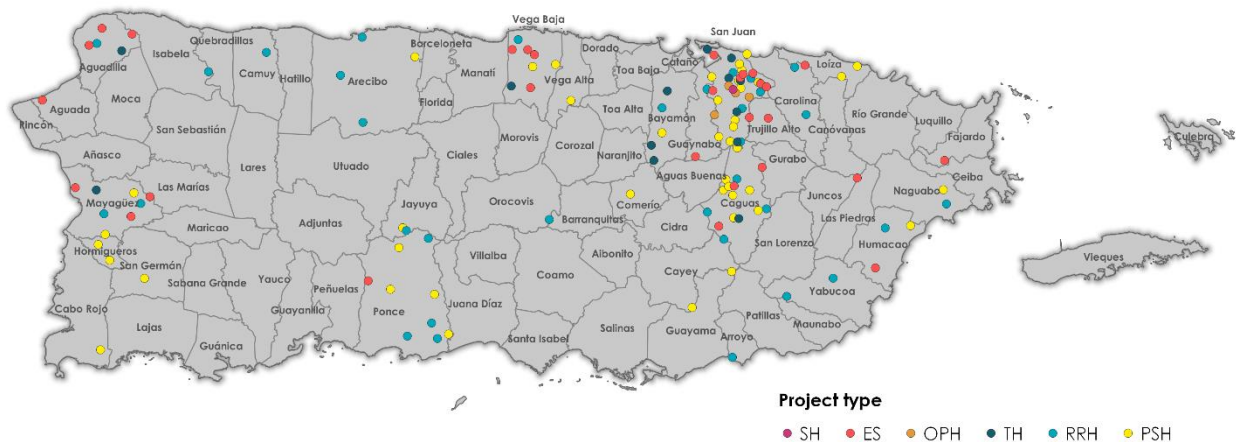 Vega Baja
San Juan
Quebradillas
Isabela
Barceloneta
Dorado
Loíza
Aguadilla
Camuy
Hatillo
Arecibo
Manatí
Vega Alta
Toa Baja
Cataño
Moca
Florida
Toa Alta
Carolina
Aguada
Bayamón
Rincón
San Sebastián
Morovis
Corozal
Trujillo Alto
Canóvanas
Río Grande
Luquillo
Culebra
Lares
Ciales
Naranjito
Guaynabo
Fajardo
Añasco
Utuado
Aguas Buenas
Gurabo
Ceiba
Las Marías
Juncos
Naguabo
Mayagüez
Jayuya
Orocovis
Comerío
Caguas
Adjuntas
Barranquitas
Cidra
Las Piedras
Maricao
Humacao
Hormigueros
San Lorenzo
San Germán
Villalba
Albonito
Vieques
Sabana Grande
Yauco
Peñuelas
Coamo
Cayey
Yabucoa
Cabo Rojo
Guayanilla
Ponce
Juana Díaz
Patillas
Lajas
Salinas
Guayama
Maunabo
Guánica
Santa Isabel
Arroyo
Project type
SH ES OPH TH RRH PSH